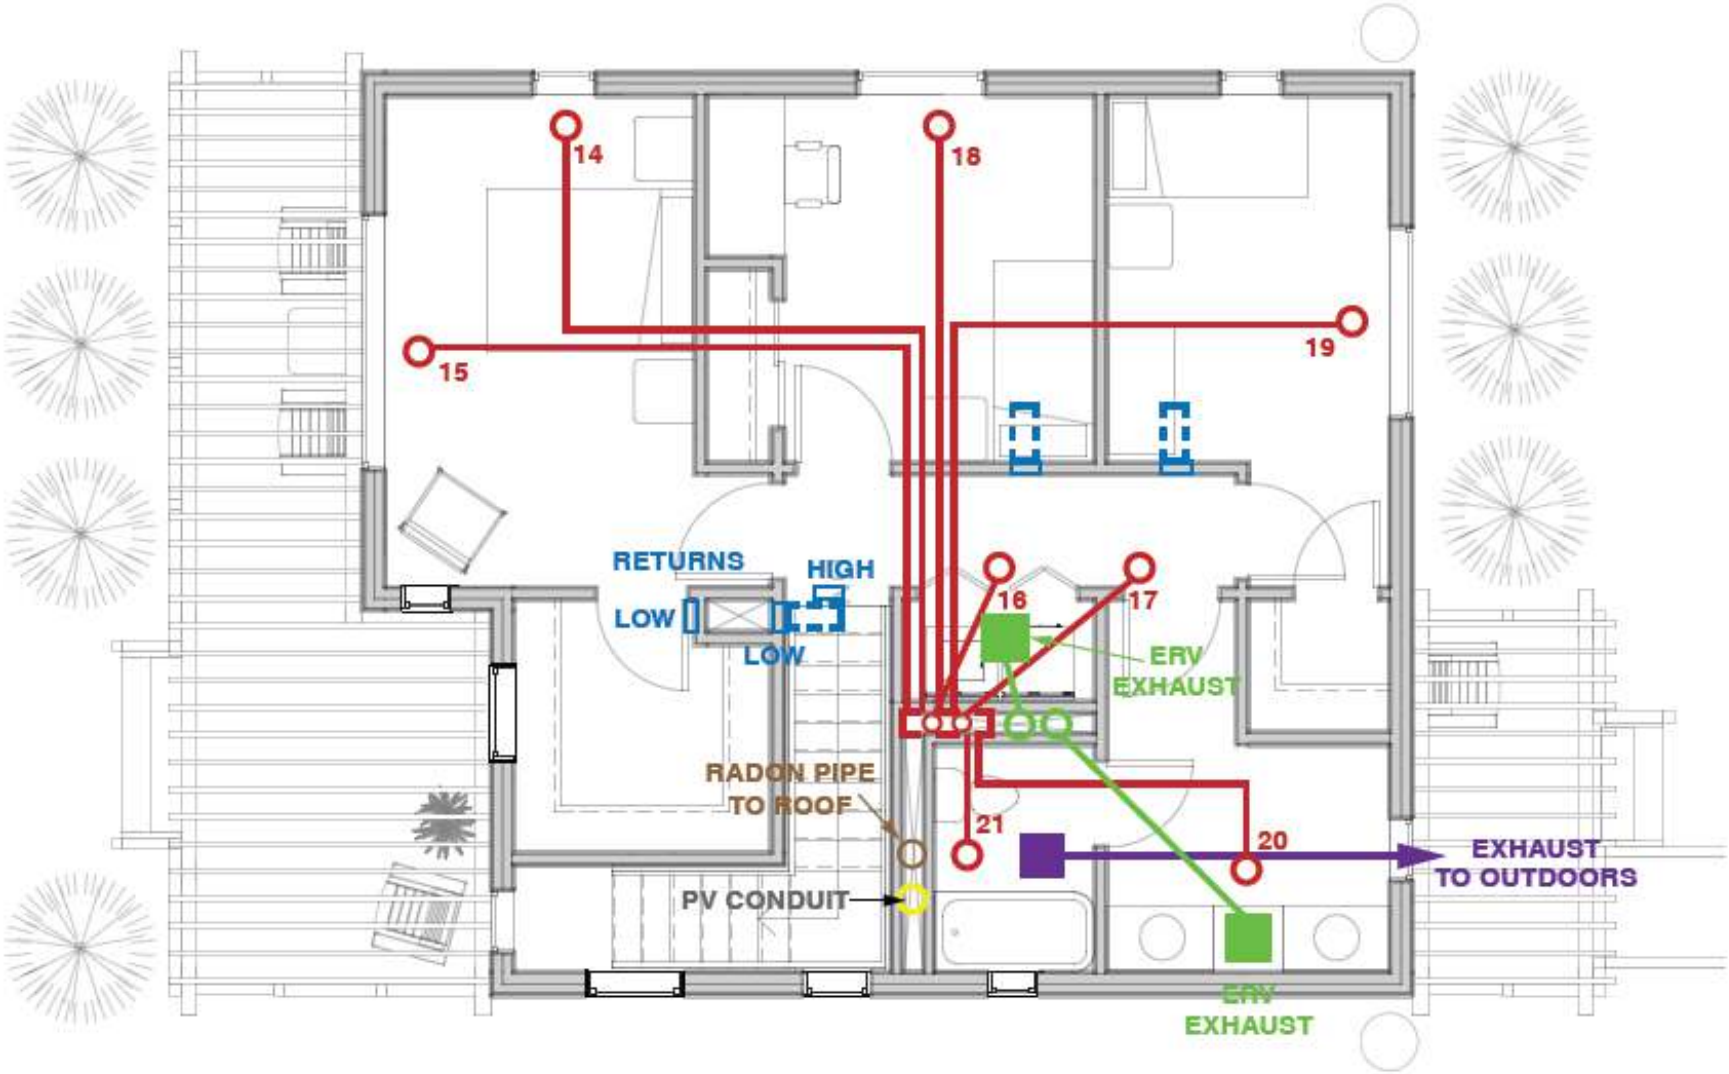 14
18
15
19
RETURNS
HIGH
LOW
LOW
16
17
ERV
EXHAUST
RADON PIPE
TO ROOF
21
20
EXHAUST
TO OUTDOORS
PV CONDUIT
ERV
EXHAUST